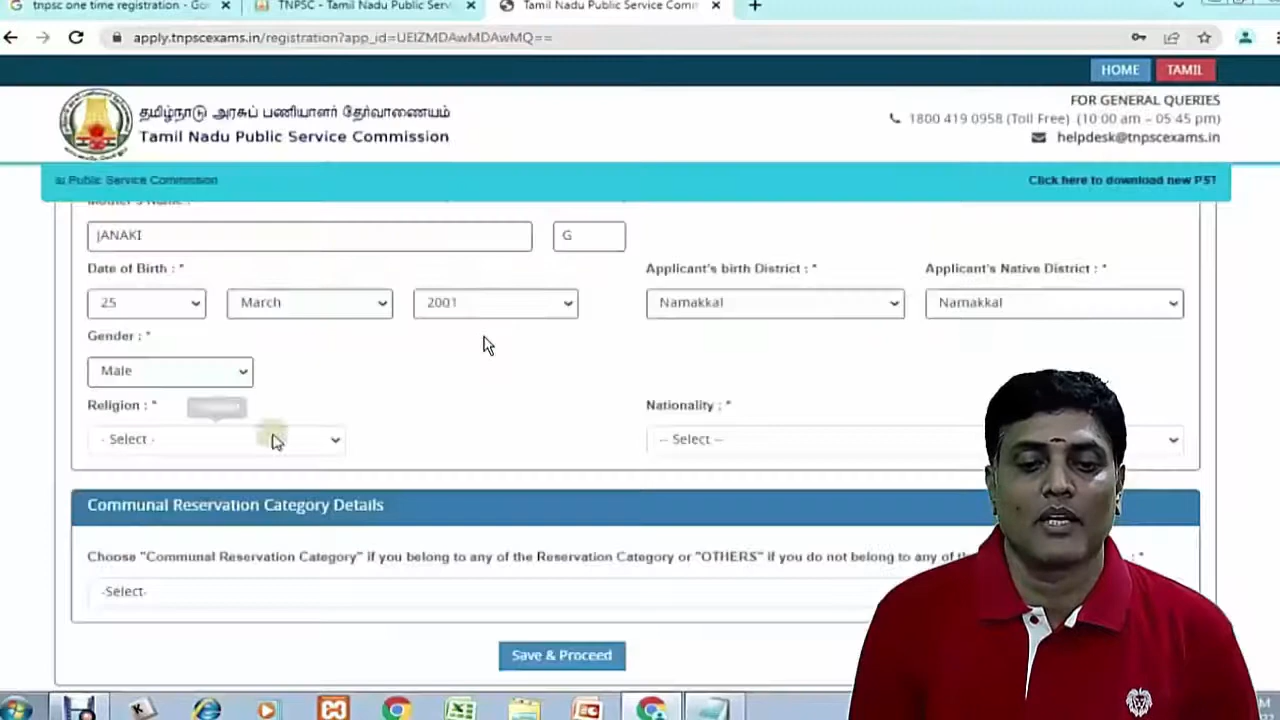 tnpsc one time registration - Go
TNPSC - Tamil Nadu Public Serv
Tamil Nadu Public Service Comm
apply.tnpscexams.in/registration?app_id=UElZMDAwMDAwMQ==
HOME
TAMIL
தமிழ்நாடு அரசுப் பணியாளர் தேர்வாணையம்
Tamil Nadu Public Service Commission
FOR GENERAL QUERIES
1800 419 0958 (Toll Free) (10:00 am – 05:45 pm)
helpdesk@tnpscexams.in
Public Service Commission
Click here to download new PST
Mother's Name :
JANAKI
G
Date of Birth : *
Applicant's birth District : *
Applicant's Native District : *
25
March
2001
Namakkal
Namakkal
Gender : *
Male
Religion : *
Nationality : *
- Select -
-- Select --
Communal Reservation Category Details
Choose "Communal Reservation Category" if you belong to any of the Reservation Category or "OTHERS" if you do not belong to any of
: *
-Select-
Save & Proceed